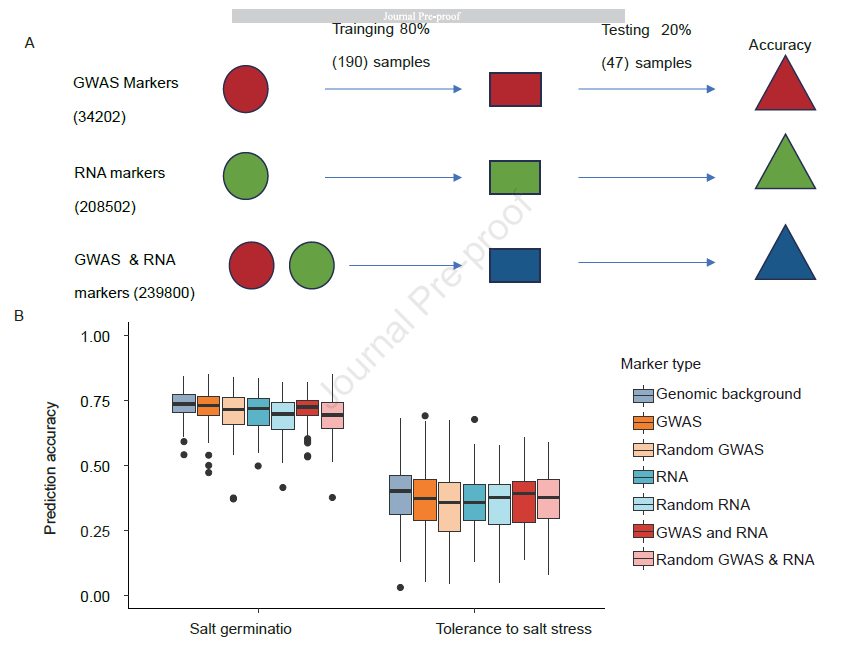 Journal Pre-proof
A
Trainging 80%
Testing 20%
(190) samples
(47) samples
Accuracy
GWAS Markers
(34202)
RNA markers
(208502)
GWAS & RNA
markers (239800)
Journal Pre-proof
B
1.00
0.75
0.50
0.25
0.00
Prediction accuracy
Salt germinatio
Tolerance to salt stress
Marker type
Genomic background
GWAS
Random GWAS
RNA
Random RNA
GWAS and RNA
Random GWAS & RNA